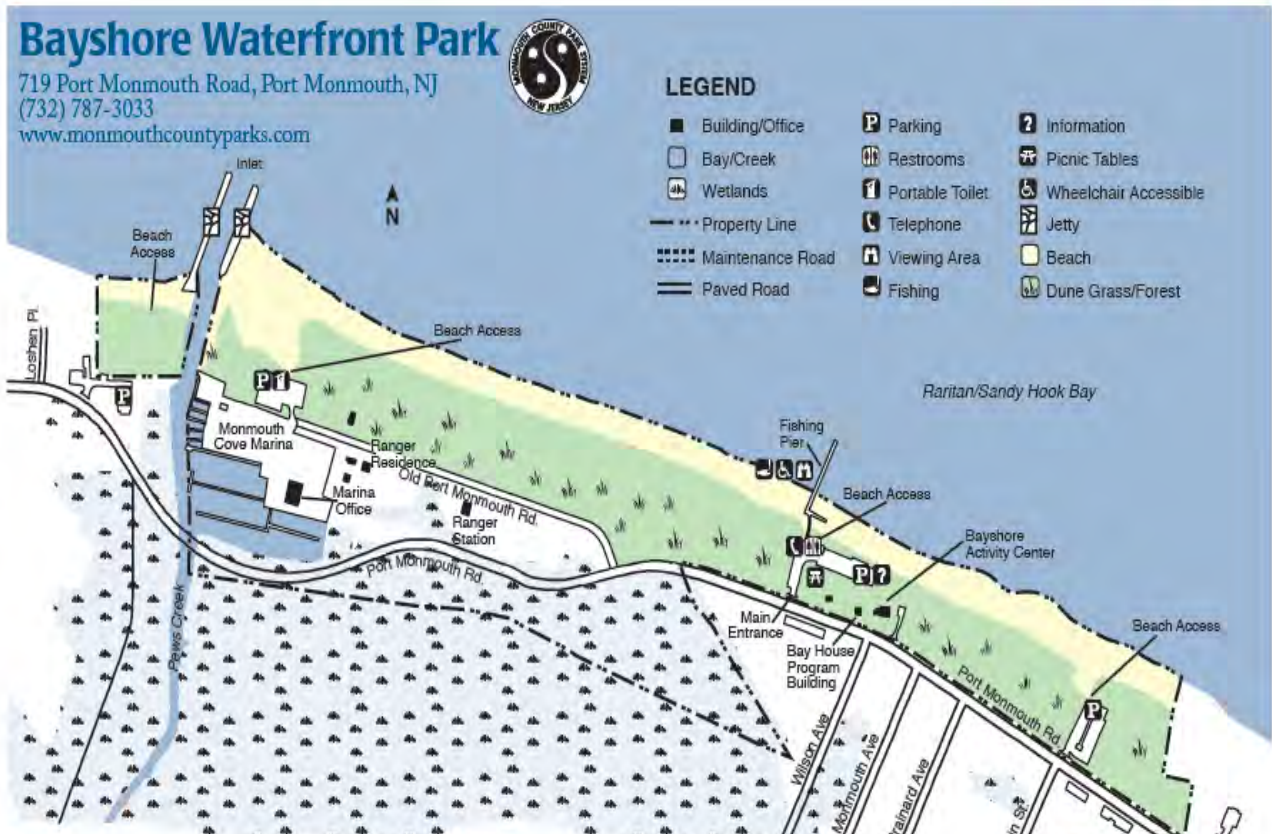 Bayshore Waterfront Park
719 Port Monmouth Road, Port Monmouth, NJ
(732) 787-3033
www.monmouthcountyparks.com
MONMOUTH COUNTY PARK SYSTEM
NEW JERSEY
LEGEND
Building/Office
Bay/Creek
Wetlands
Property Line
Maintenance Road
Paved Road
P Parking
Restrooms
Portable Toilet
Telephone
Viewing Area
Fishing
? Information
Picnic Tables
Wheelchair Accessible
Jetty
Beach
Dune Grass/Forest
Inlet
N
Beach
Access
Loshen Pl.
P
Beach Access
P
Monmouth
Cove Marina
Ranger
Residence
Marina
Office
Old Port Monmouth Rd.
Ranger
Station
Port Monmouth Rd.
Paws Creek
Raritan/Sandy Hook Bay
Fishing
Pier
Beach Access
Bayshore
Activity Center
P ?
Main
Entrance
Bay House
Program
Building
Beach Access
P
Port Monmouth Rd.
Wilson Ave
Monmouth Ave
rainard Ave
n St.